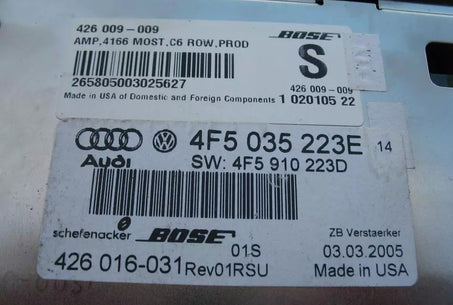 426 009-009
AMP,4166 MOST,C6 ROW,PROD
BOSE
S
265805003025627
426 009-009
Made in USA of Domestic and Foreign Components
1 020105 22
4F5 035 223E
14
Audi
SW: 4F5 910 223D
schefenacker
BOSE
01S
ZB Verstaerker
03.03.2005
426 016-031 Rev01RSU
Made in USA